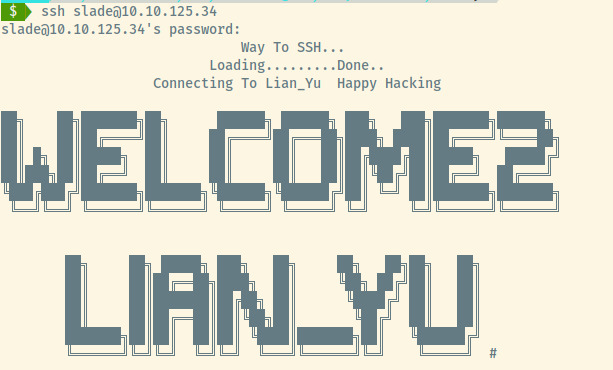 $ ssh slade@10.10.125.34
slade@10.10.125.34's password:
Way To SSH...
Loading.........Done..
Connecting To Lian_Yu  Happy Hacking
WELCOME2
LIAN_YU
#